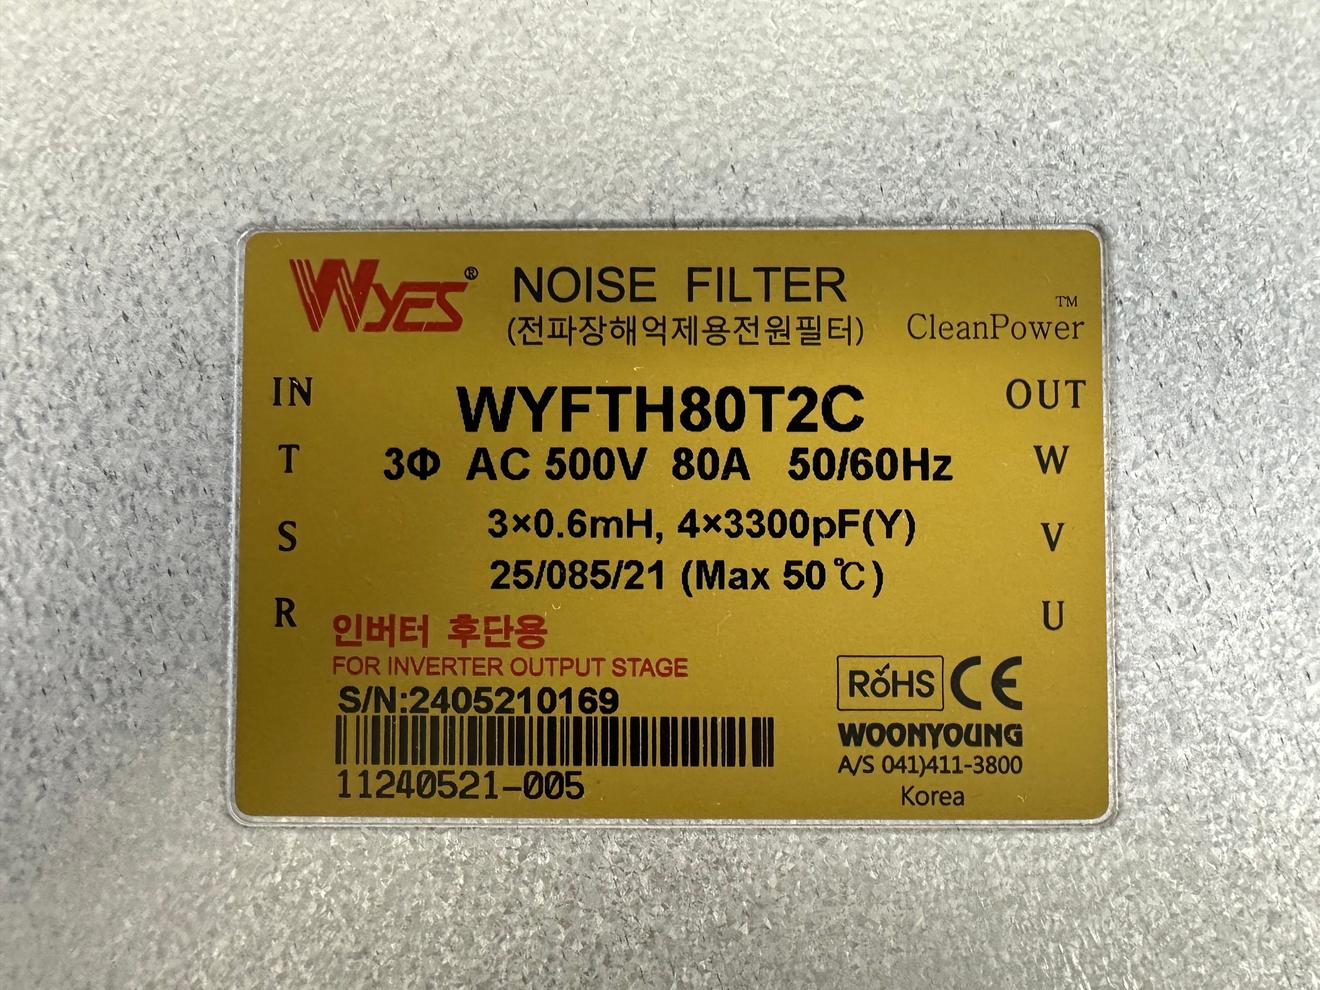 WYES® NOISE FILTER
(전파장해억제용전원필터) CleanPower™
IN OUT
WYFTH80T2C
T 3Φ AC 500V 80A 50/60Hz W
S 3×0.6mH, 4×3300pF(Y) V
25/085/21 (Max 50℃)
R 인버터 후단용 U
FOR INVERTER OUTPUT STAGE
RoHS CE
S/N:2405210169
WOONYOUNG
A/S 041)411-3800
11240521-005
Korea